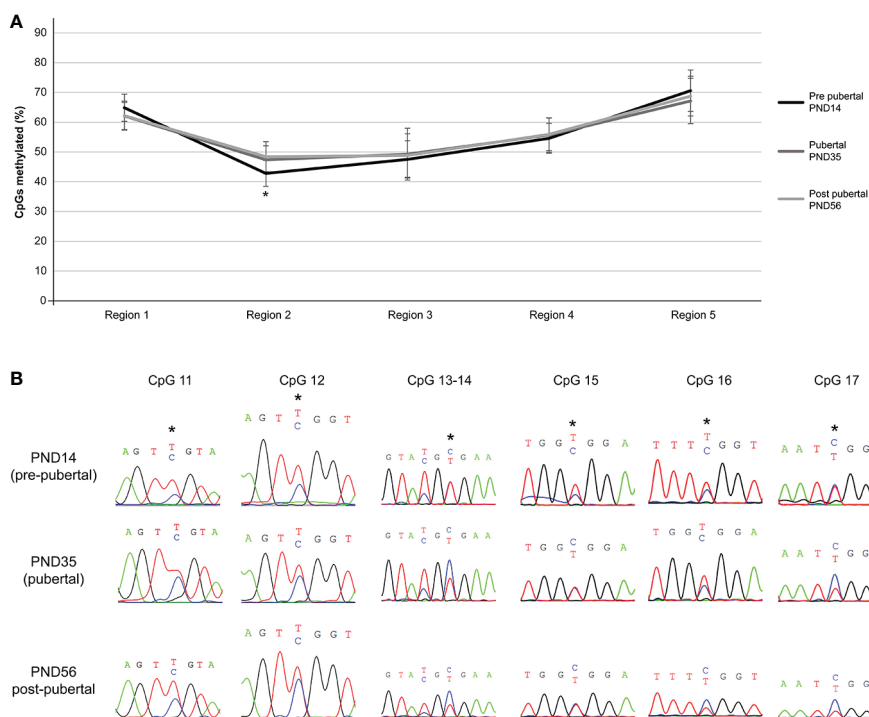 A
CpGs methylated (%)
90
80
70
60
50
40
30
20
10
0
*
Region 1 Region 2 Region 3 Region 4 Region 5
Pre pubertal
PND14
Pubertal
PND35
Post pubertal
PND56
B
CpG 11 CpG 12 CpG 13-14 CpG 15 CpG 16 CpG 17
PND14
(pre-pubertal)
* * * * * *
A G T T G T A
C
A G T T G G T
C
G T A T G C G A A
C T
T G G T G G A
C
T T T T G G T
C
A A T C G G
T
PND35
(pubertal)
A G T T G T A
C
A G T T G G T
C
G T A T G C G A A
C T
T G G C G G A
T
T G G T G G A
C
A A T C G G
T
PND56
post-pubertal
A G T T G T A
C
A G T T G G T
C
G T A T G C G A A
C T
T G G C G G A
T
T T T C G G T
T
A A T C G G
T